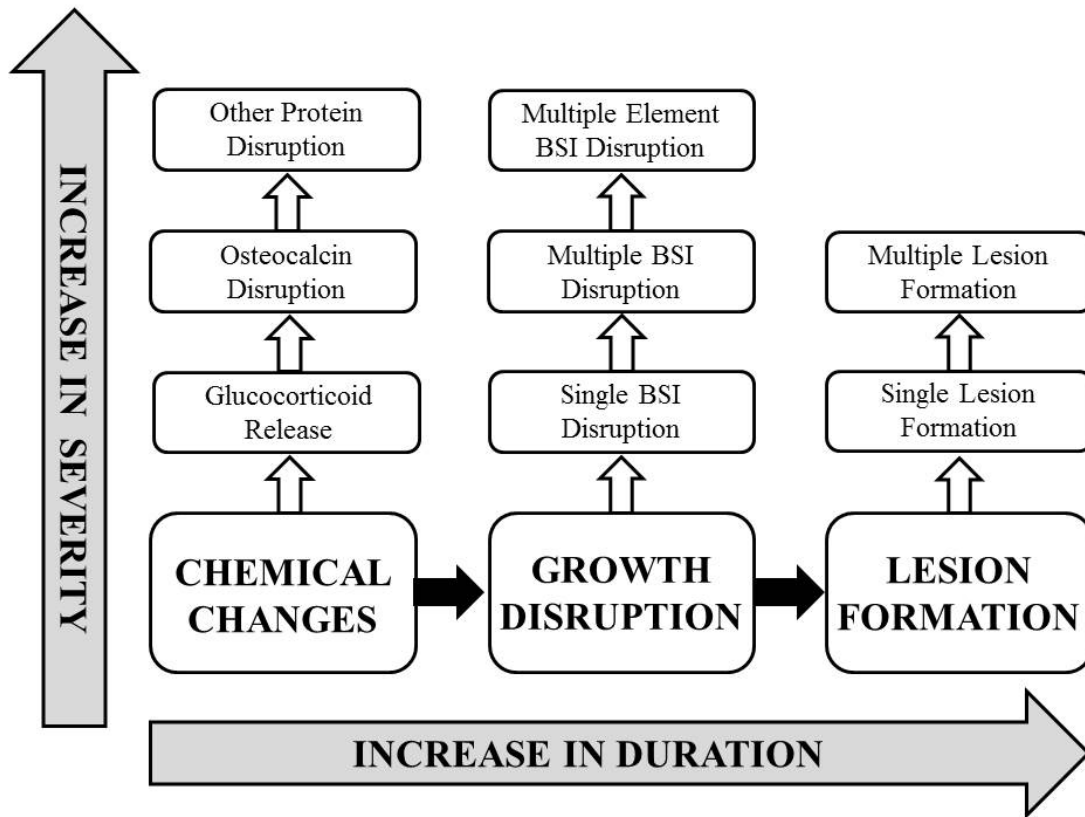 INCREASE IN SEVERITY
Other Protein
Disruption
Multiple Element
BSI Disruption
Osteocalcin
Disruption
Multiple BSI
Disruption
Multiple Lesion
Formation
Glucocorticoid
Release
Single BSI
Disruption
Single Lesion
Formation
CHEMICAL
CHANGES
GROWTH
DISRUPTION
LESION
FORMATION
INCREASE IN DURATION